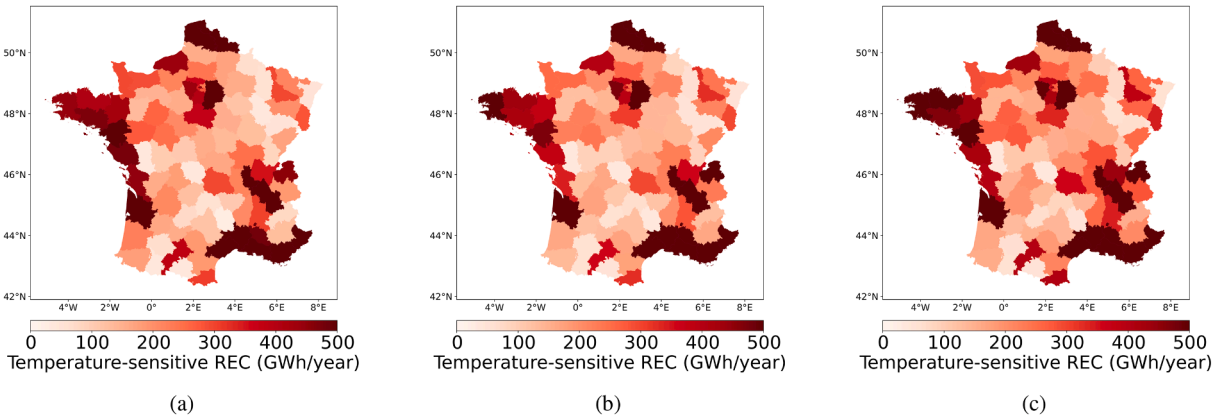 50°N
48°N
46°N
44°N
42°N
4°W 2°W 0° 2°E 4°E 6°E 8°E
0 100 200 300 400 500
Temperature-sensitive REC (GWh/year)
(a)
50°N
48°N
46°N
44°N
42°N
4°W 2°W 0° 2°E 4°E 6°E 8°E
0 100 200 300 400 500
Temperature-sensitive REC (GWh/year)
(b)
50°N
48°N
46°N
44°N
42°N
4°W 2°W 0° 2°E 4°E 6°E 8°E
0 100 200 300 400 500
Temperature-sensitive REC (GWh/year)
(c)